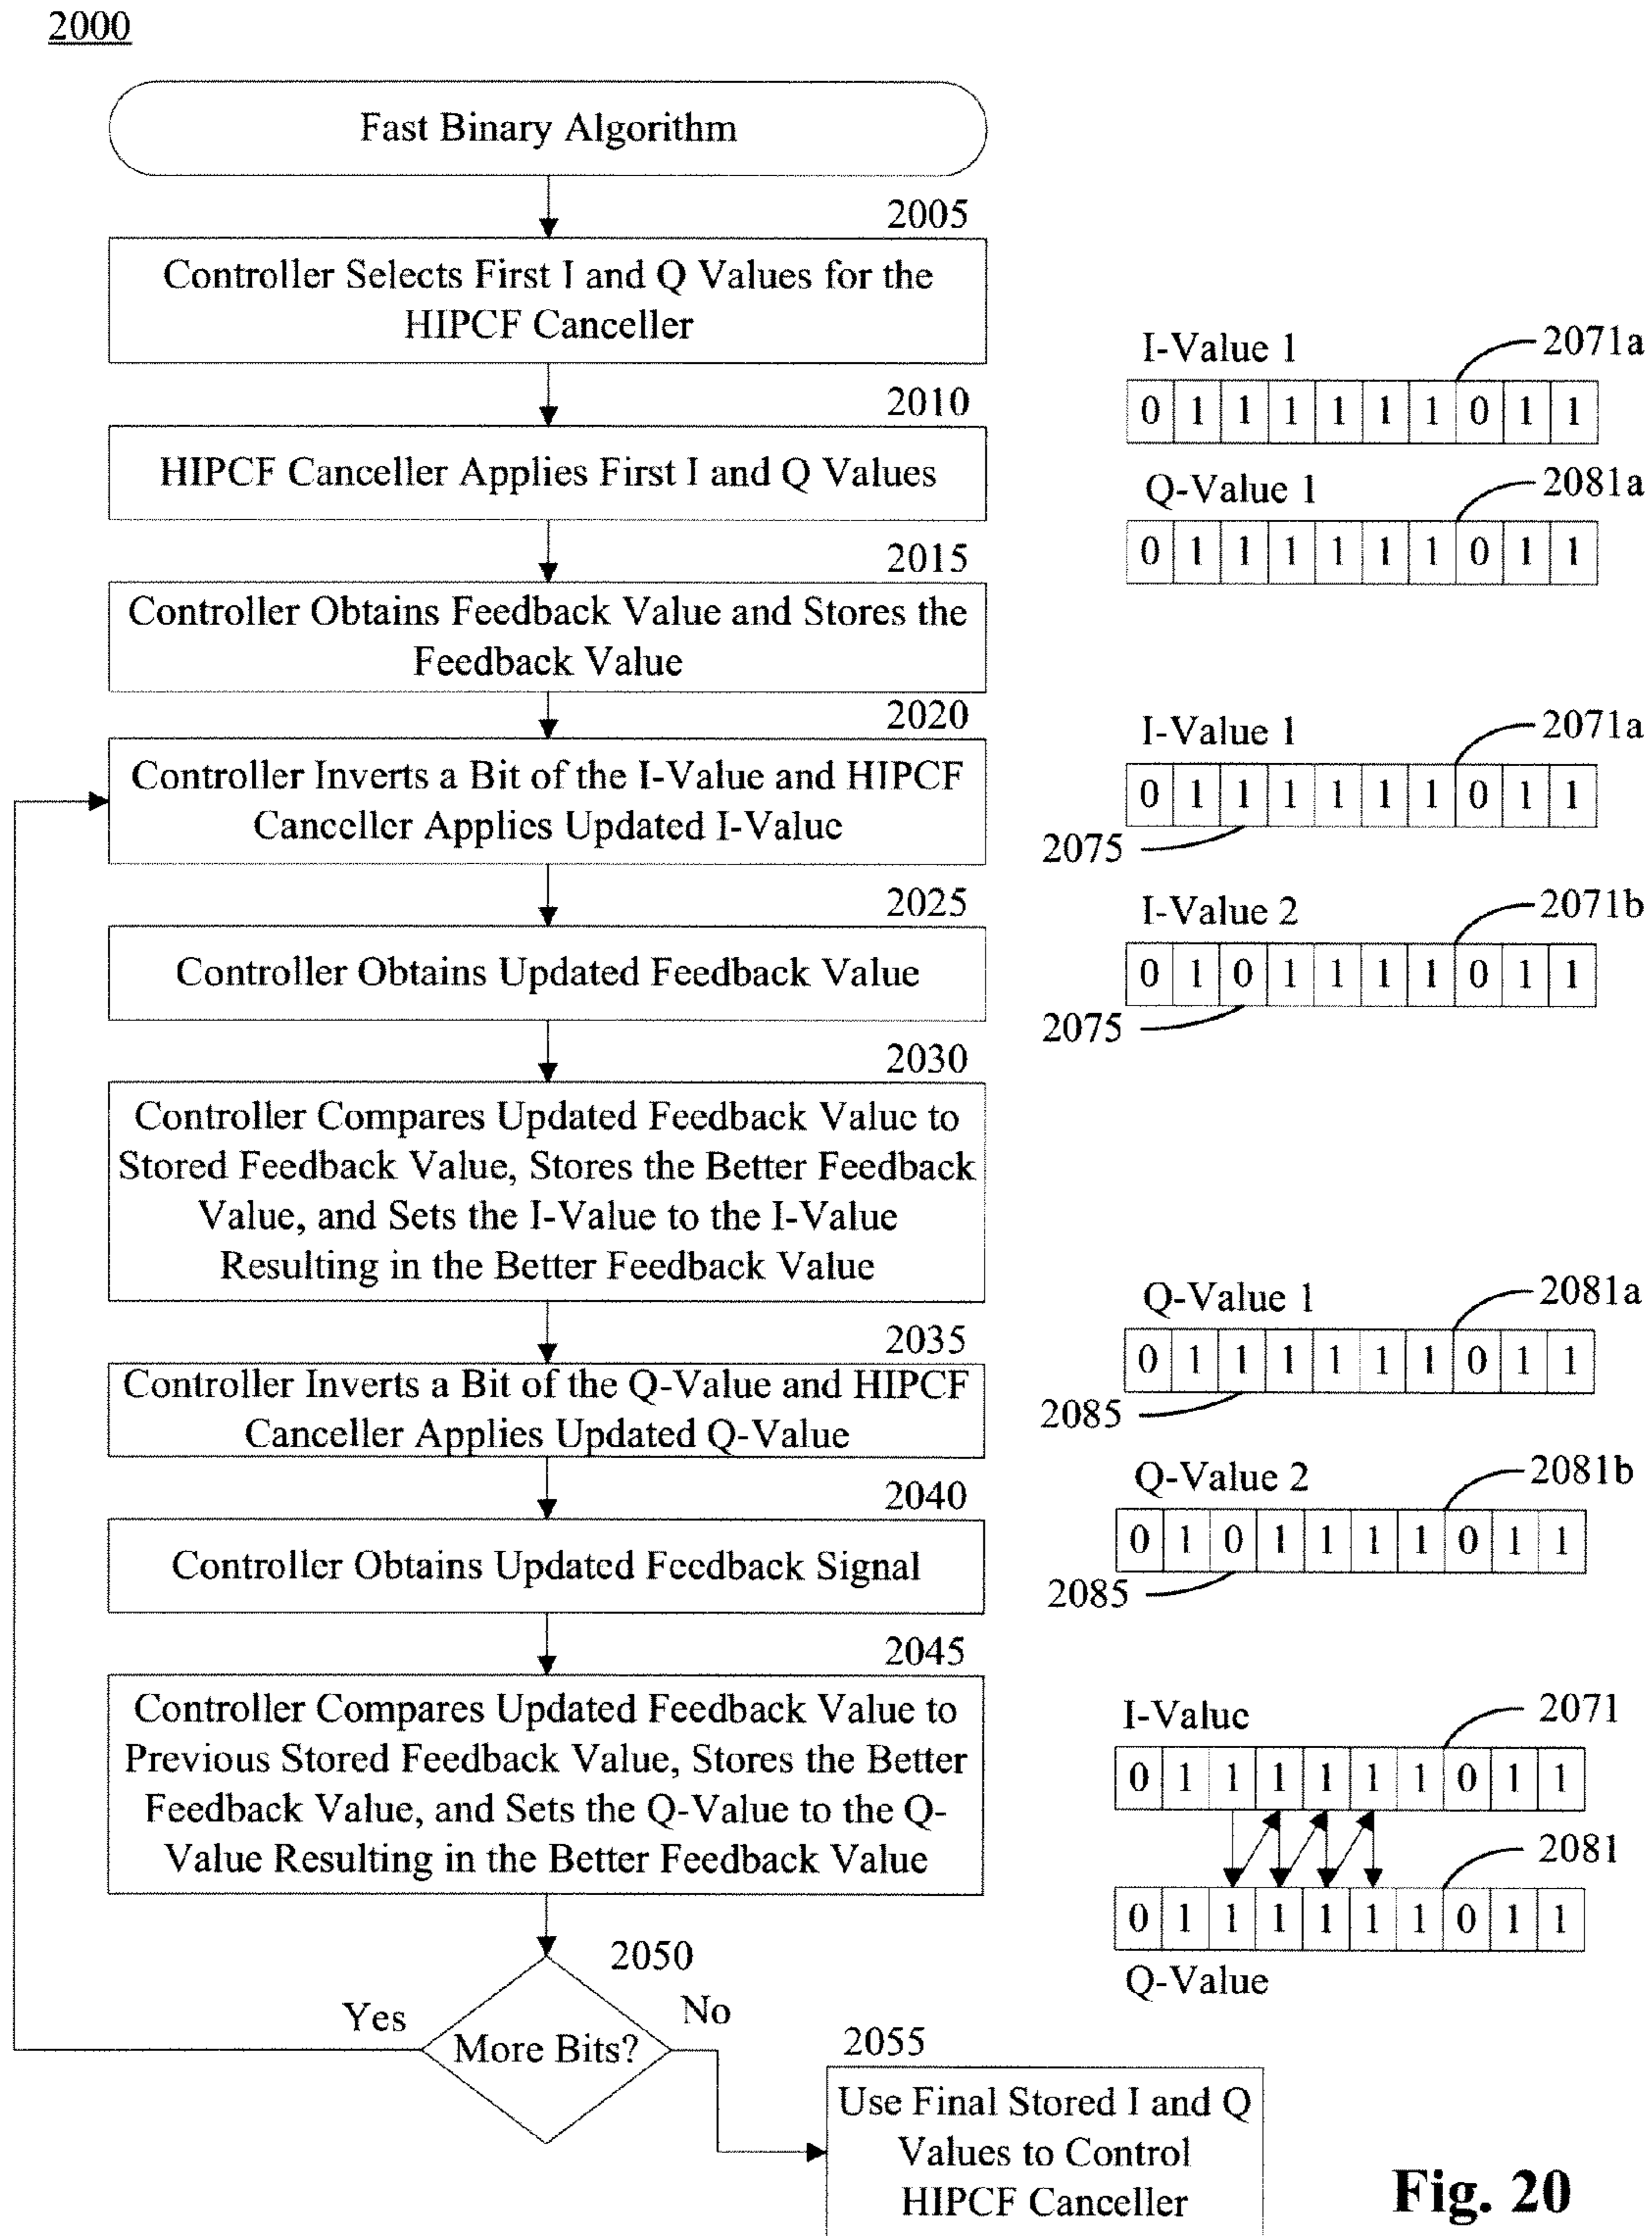 2000
Fast Binary Algorithm
2005
Controller Selects First I and Q Values for the
HIPCF Canceller
2010
HIPCF Canceller Applies First I and Q Values
2015
Controller Obtains Feedback Value and Stores the
Feedback Value
2020
Controller Inverts a Bit of the I-Value and HIPCF
Canceller Applies Updated I-Value
2025
Controller Obtains Updated Feedback Value
2030
Controller Compares Updated Feedback Value to
Stored Feedback Value, Stores the Better Feedback
Value, and Sets the I-Value to the I-Value
Resulting in the Better Feedback Value
2035
Controller Inverts a Bit of the Q-Value and HIPCF
Canceller Applies Updated Q-Value
2040
Controller Obtains Updated Feedback Signal
2045
Controller Compares Updated Feedback Value to
Previous Stored Feedback Value, Stores the Better
Feedback Value, and Sets the Q-Value to the Q-
Value Resulting in the Better Feedback Value
2050
Yes
More Bits?
No
2055
Use Final Stored I and Q
Values to Control
HIPCF Canceller
I-Value 1
2071a
0 1 1 1 1 1 1 0 1 1
Q-Value 1
2081a
0 1 1 1 1 1 1 0 1 1
I-Value 1
2071a
0 1 1 1 1 1 1 0 1 1
2075
I-Value 2
2071b
0 1 0 1 1 1 1 0 1 1
2075
Q-Value 1
2081a
0 1 1 1 1 1 1 0 1 1
2085
Q-Value 2
2081b
0 1 0 1 1 1 1 0 1 1
2085
I-Value
2071
0 1 1 1 1 1 1 0 1 1
2081
0 1 1 1 1 1 1 0 1 1
Q-Value
Fig. 20